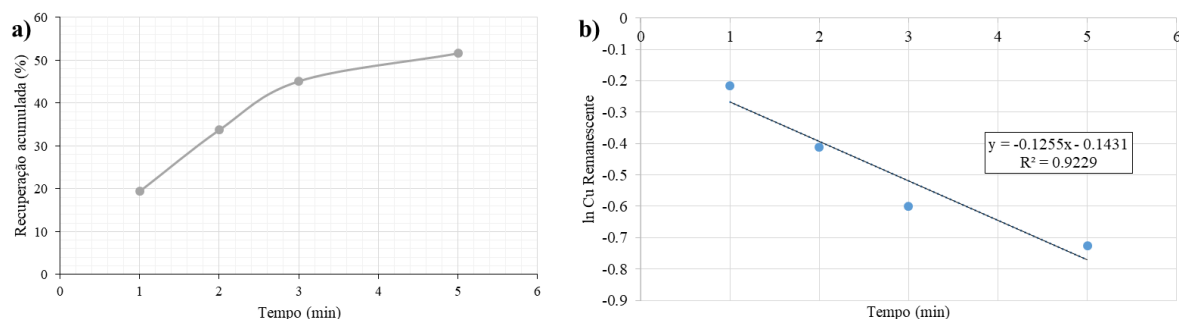 a)
Recuperação acumulada (%)
60
50
40
30
20
10
0
0 1 2 3 4 5 6
Tempo (min)
b)
ln Cu Remanescente
0
-0.1
-0.2
-0.3
-0.4
-0.5
-0.6
-0.7
-0.8
-0.9
0 1 2 3 4 5 6
y = -0.1255x - 0.1431
R² = 0.9229
Tempo (min)